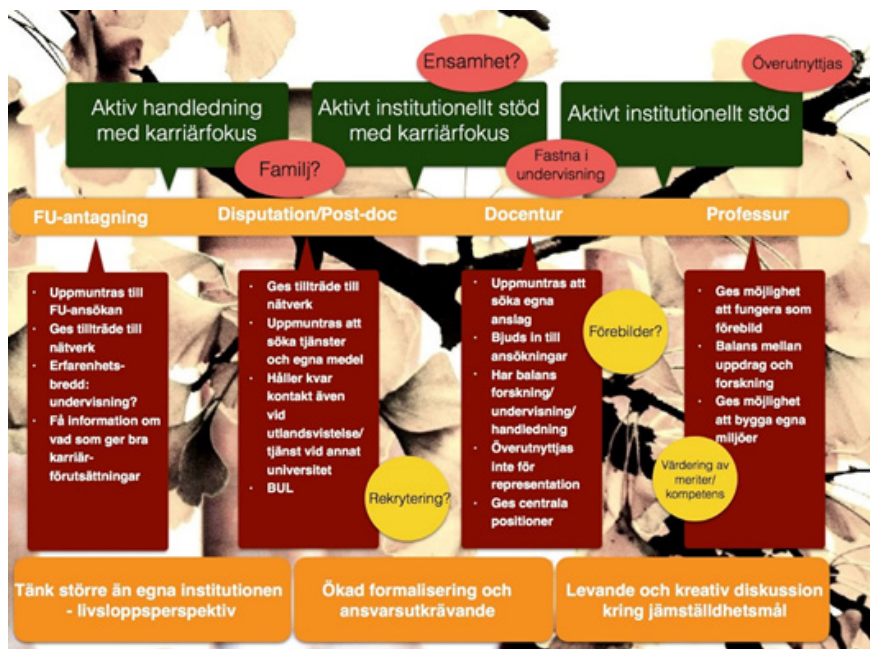 Ensamhet?
Överutnyttjas
Aktiv handledning
med karriärfokus
Aktivt institutionellt stöd
med karriärfokus
Aktivt institutionellt stöd
Familj?
Fastna i
undervisning
FU-antagning
Disputation/Post-doc
Docentur
Professur
• Uppmuntras till
FU-ansökan
• Ges tillträde till
nätverk
• Erfarenhets-
bredd:
undervisning?
• Få information om
vad som ger bra
karriär-
förutsättningar
• Ges tillträde till
nätverk
• Uppmuntras att
söka tjänster
och egna medel
• Håller kvar
kontakt även
vid
utlandsvistelse/
tjänst vid annat
universitet
• BUL
Rekrytering?
• Uppmuntras att
söka egna
anslag
• Bjuds in till
ansökningar
• Har balans
forskning/
undervisning/
handledning
• Överutnyttjas
inte för
representation
• Ges centrala
positioner
Förebilder?
Värdering av
meriter/
kompetens
• Ges möjlighet
att fungera som
förebild
• Balans mellan
uppdrag och
forskning
• Ges möjlighet
att bygga egna
miljöer
Tänk större än egna institutionen
- livsloppsperspektiv
Ökad formalisering och
ansvarsutkrävande
Levande och kreativ diskussion
kring jämställdhetsmål